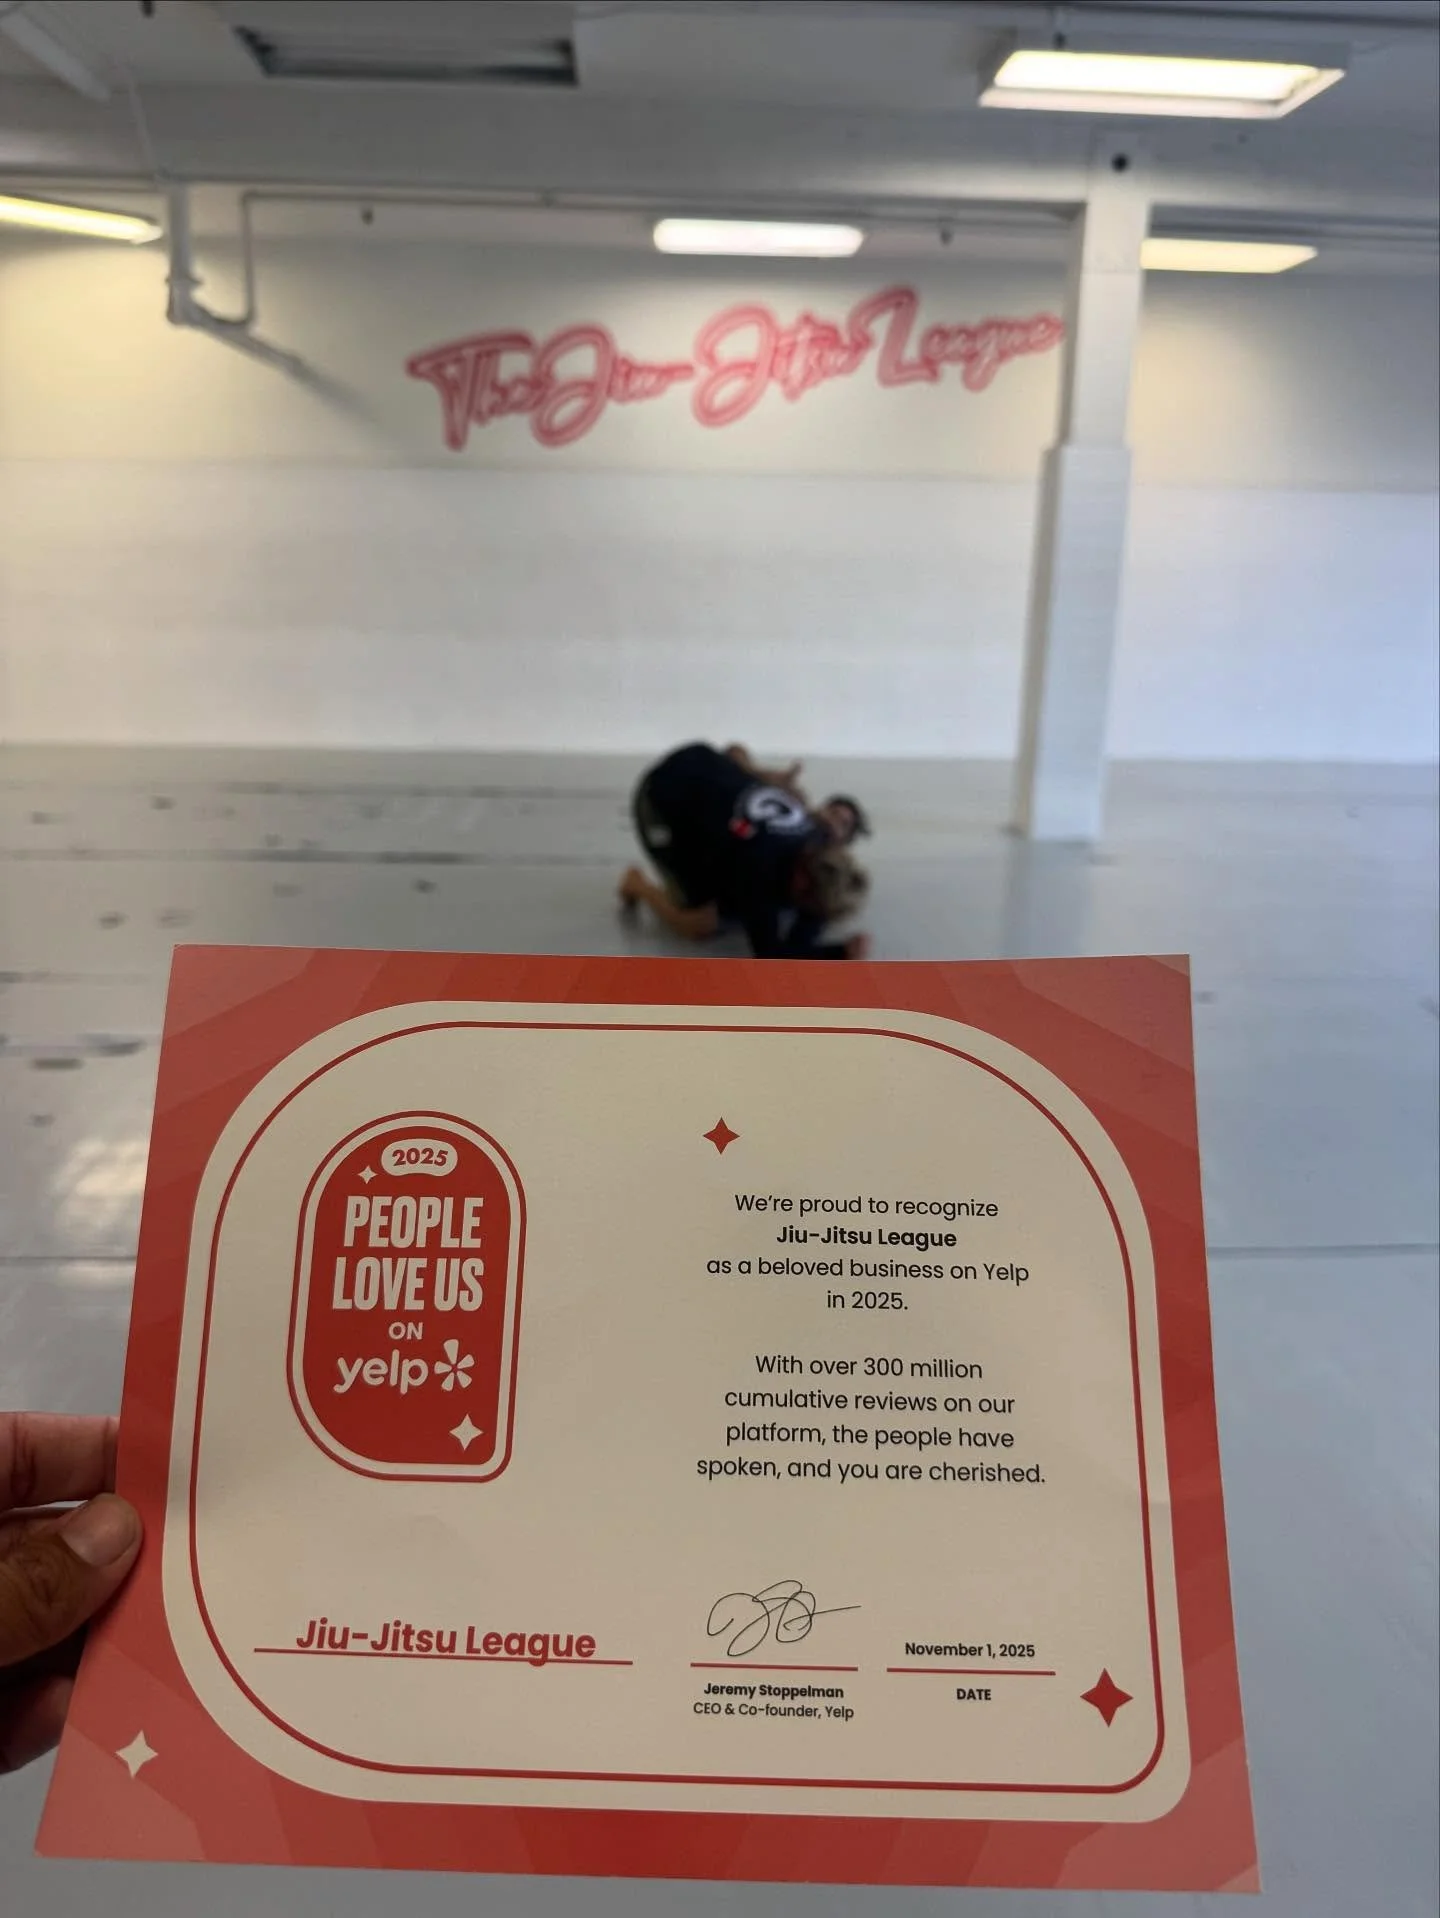 The Jiu-Jitsu League
2025
PEOPLE
LOVE US
ON
yelp
We're proud to recognize
Jiu-Jitsu League
as a beloved business on Yelp
in 2025.
With over 300 million
cumulative reviews on our
platform, the people have
spoken, and you are cherished.
Jiu-Jitsu League
Jeremy Stoppelman
CEO & Co-founder, Yelp
November 1, 2025
DATE